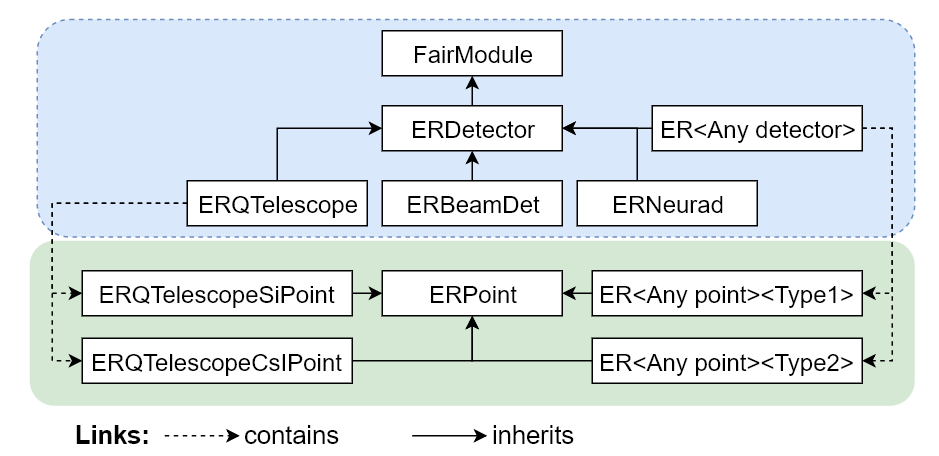 FairModule
ERDetector
ER<Any detector>
ERQTelescope
ERBeamDet
ERNeurad
ERQTelescopeSiPoint
ERPoint
ER<Any point><Type1>
ERQTelescopeCsIPoint
ER<Any point><Type2>
Links: contains inherits